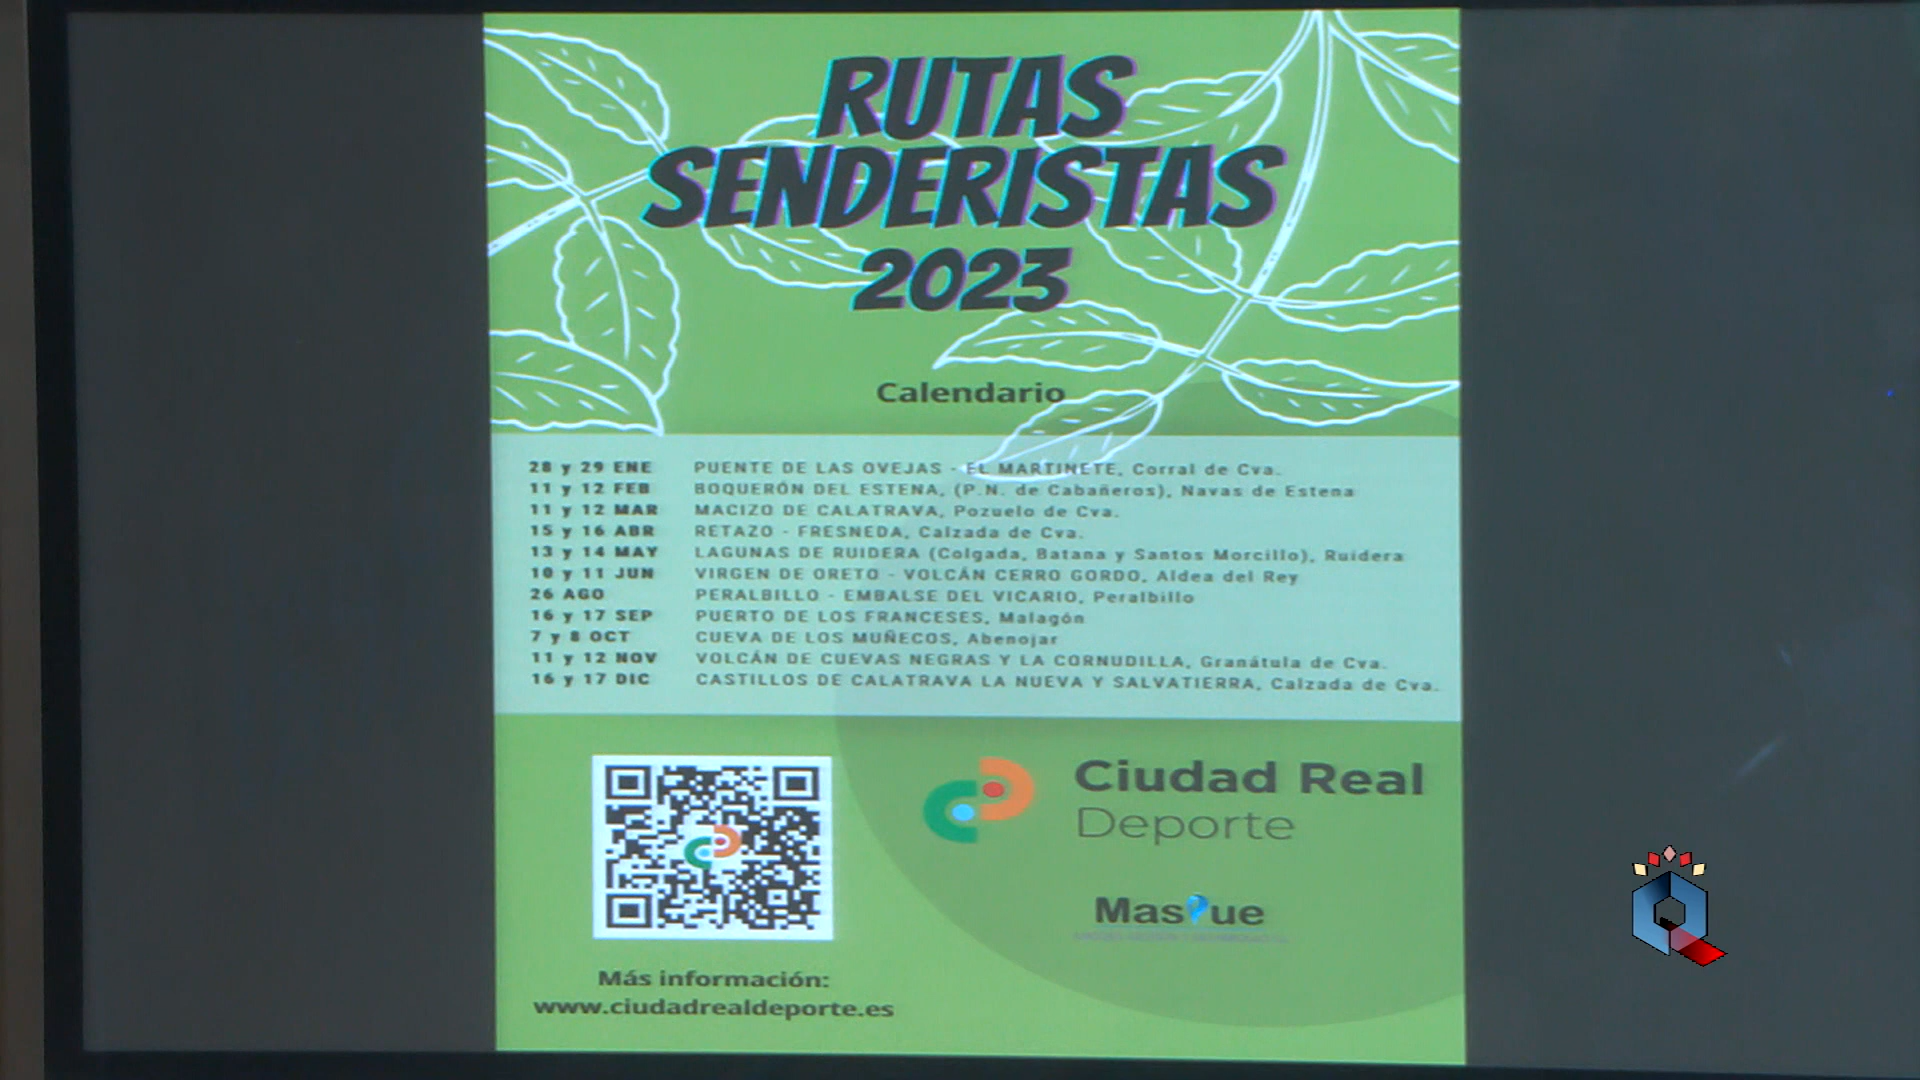 RUTAS
SENDERISTAS
2023
Calendario
28 y 29 ENE PUENTE DE LAS OVEJAS - EL MARTINETE, Corral de Cva.
11 y 12 FEB BOQUERÓN DEL ESTENA, (P.N. de Cabañeros), Navas de Estena
11 y 12 MAR MACIZO DE CALATRAVA, Pozuelo de Cva.
15 y 16 ABR RETAZO - FRESNEDA, Calzada de Cva.
13 y 14 MAY LAGUNAS DE RUIDERA (Colgada, Batana y Santos Morcillo), Ruidera
10 y 11 JUN VIRGEN DE ORETO - VOLCÁN CERRO GORDO, Aldea del Rey
26 AGO PERALBILLO - EMBALSE DEL VICARIO, Peralbillo
16 y 17 SEP PUERTO DE LOS FRANCESES, Malagón
7 y 8 OCT CUEVA DE LOS MUÑECOS, Abenojar
11 y 12 NOV VOLCÁN DE CUEVAS NEGRAS Y LA CORNUDILLA, Granátula de Cva.
16 y 17 DIC CASTILLOS DE CALATRAVA LA NUEVA Y SALVATIERRA, Calzada de Cva.
Ciudad Real
Deporte
MasQue
Más información:
www.ciudadrealdeporte.es